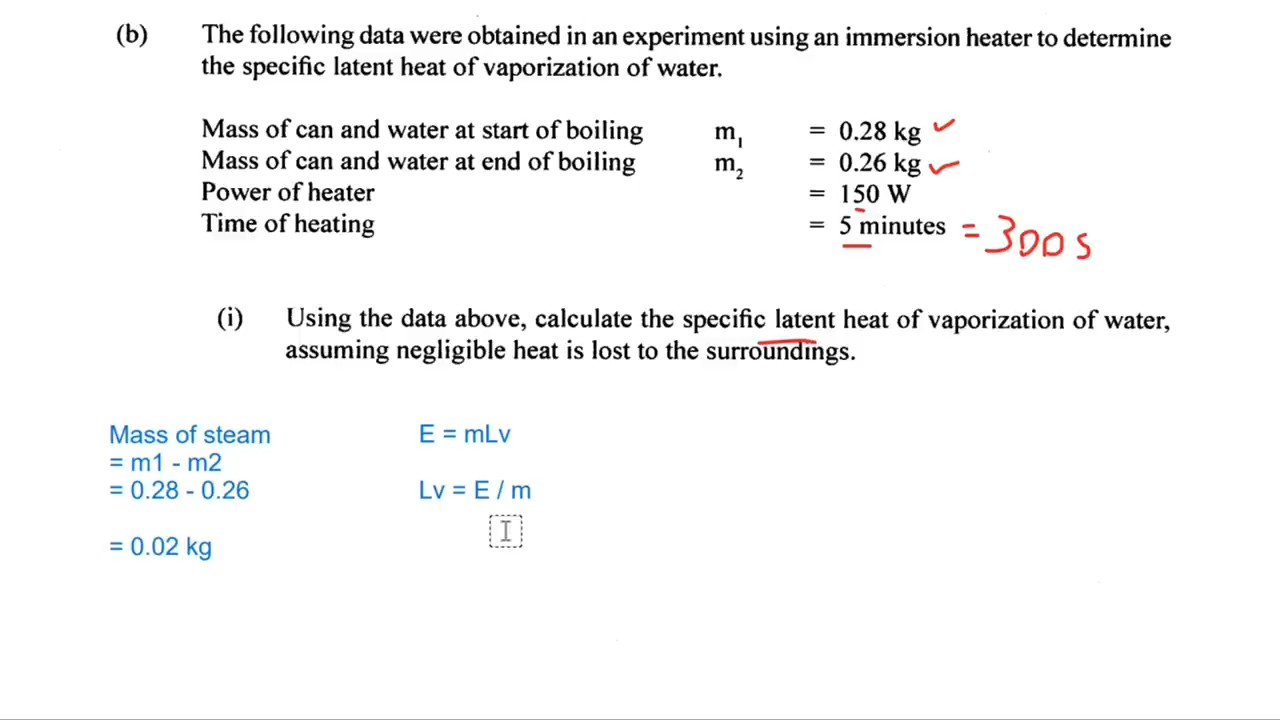 (b) The following data were obtained in an experiment using an immersion heater to determine
the specific latent heat of vaporization of water.
Mass of can and water at start of boiling m₁ = 0.28 kg ✓
Mass of can and water at end of boiling m₂ = 0.26 kg ✓
Power of heater = 150 W
Time of heating = 5 minutes = 300 s
(i) Using the data above, calculate the specific latent heat of vaporization of water,
assuming negligible heat is lost to the surroundings.
Mass of steam
= m1 - m2
= 0.28 - 0.26
= 0.02 kg
E = mLv
Lv = E / m